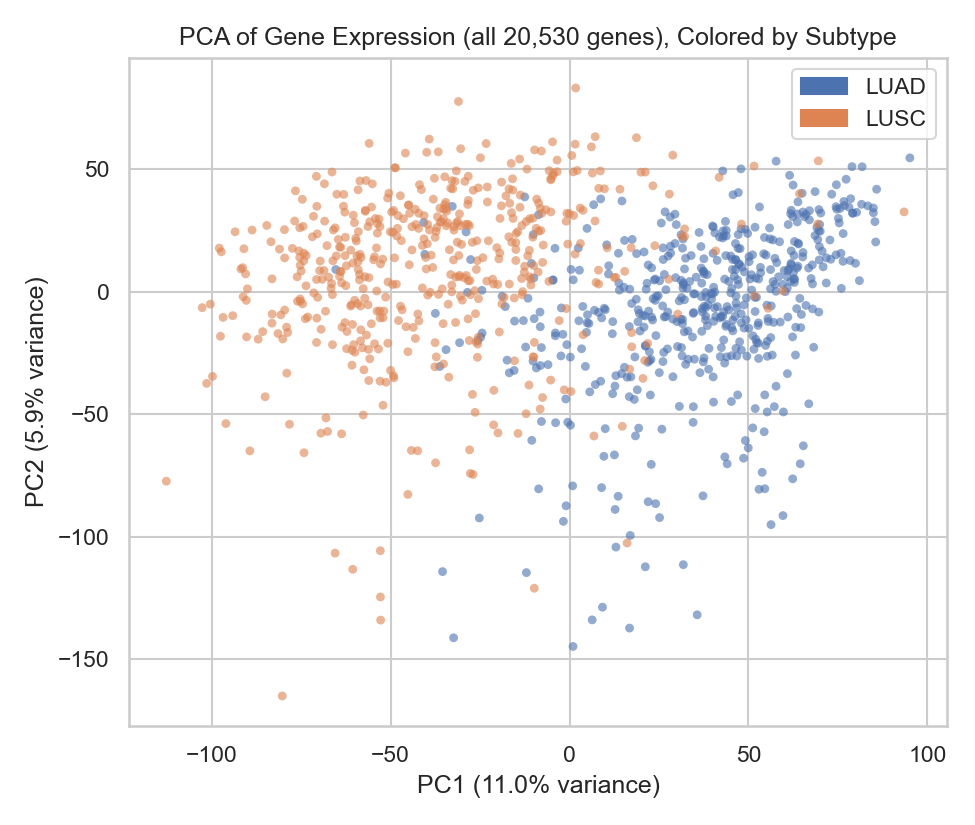 PCA of Gene Expression (all 20,530 genes), Colored by Subtype
LUAD
LUSC
50
0
−50
−100
−150
PC2 (5.9% variance)
−100
−50
0
50
100
PC1 (11.0% variance)